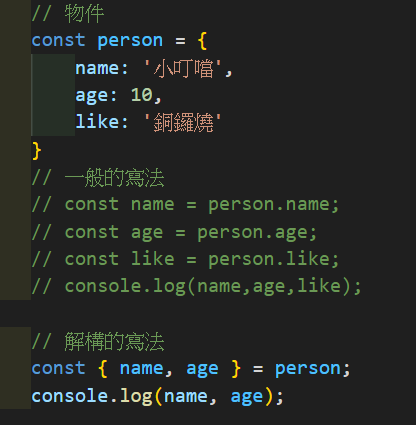 // 物件
const person = {
name: '小叮噹',
age: 10,
like: '銅鑼燒'
}
// 一般的寫法
// const name = person.name;
// const age = person.age;
// const like = person.like;
// console.log(name,age,like);
// 解構的寫法
const { name, age } = person;
console.log(name, age);